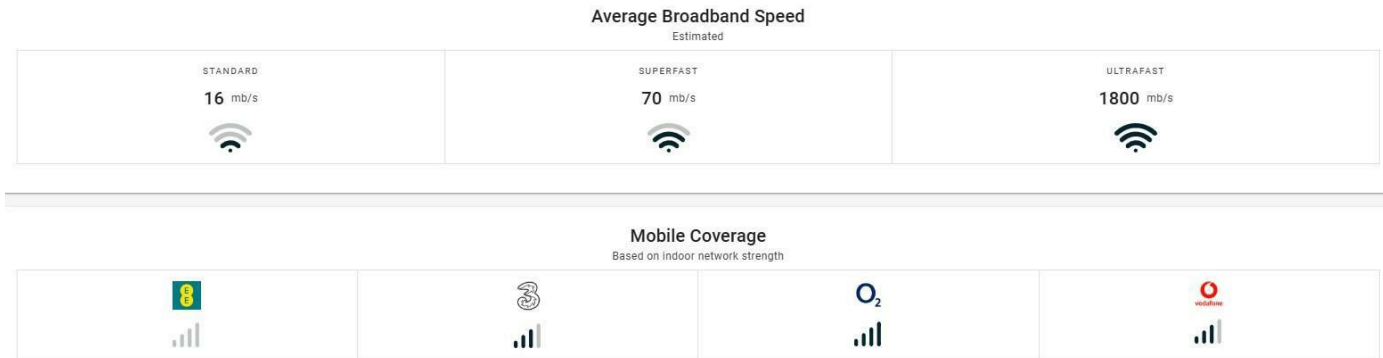 Average Broadband Speed
Estimated
STANDARD
SUPERFAST
ULTRAFAST
16 mb/s
70 mb/s
1800 mb/s
Mobile Coverage
Based on indoor network strength
EE
3
O2
vodafone